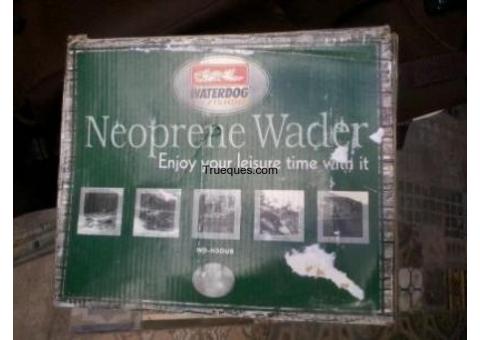 WATERDOG
Neoprene Wader
Enjoy your leisure time with it
Trueques.com